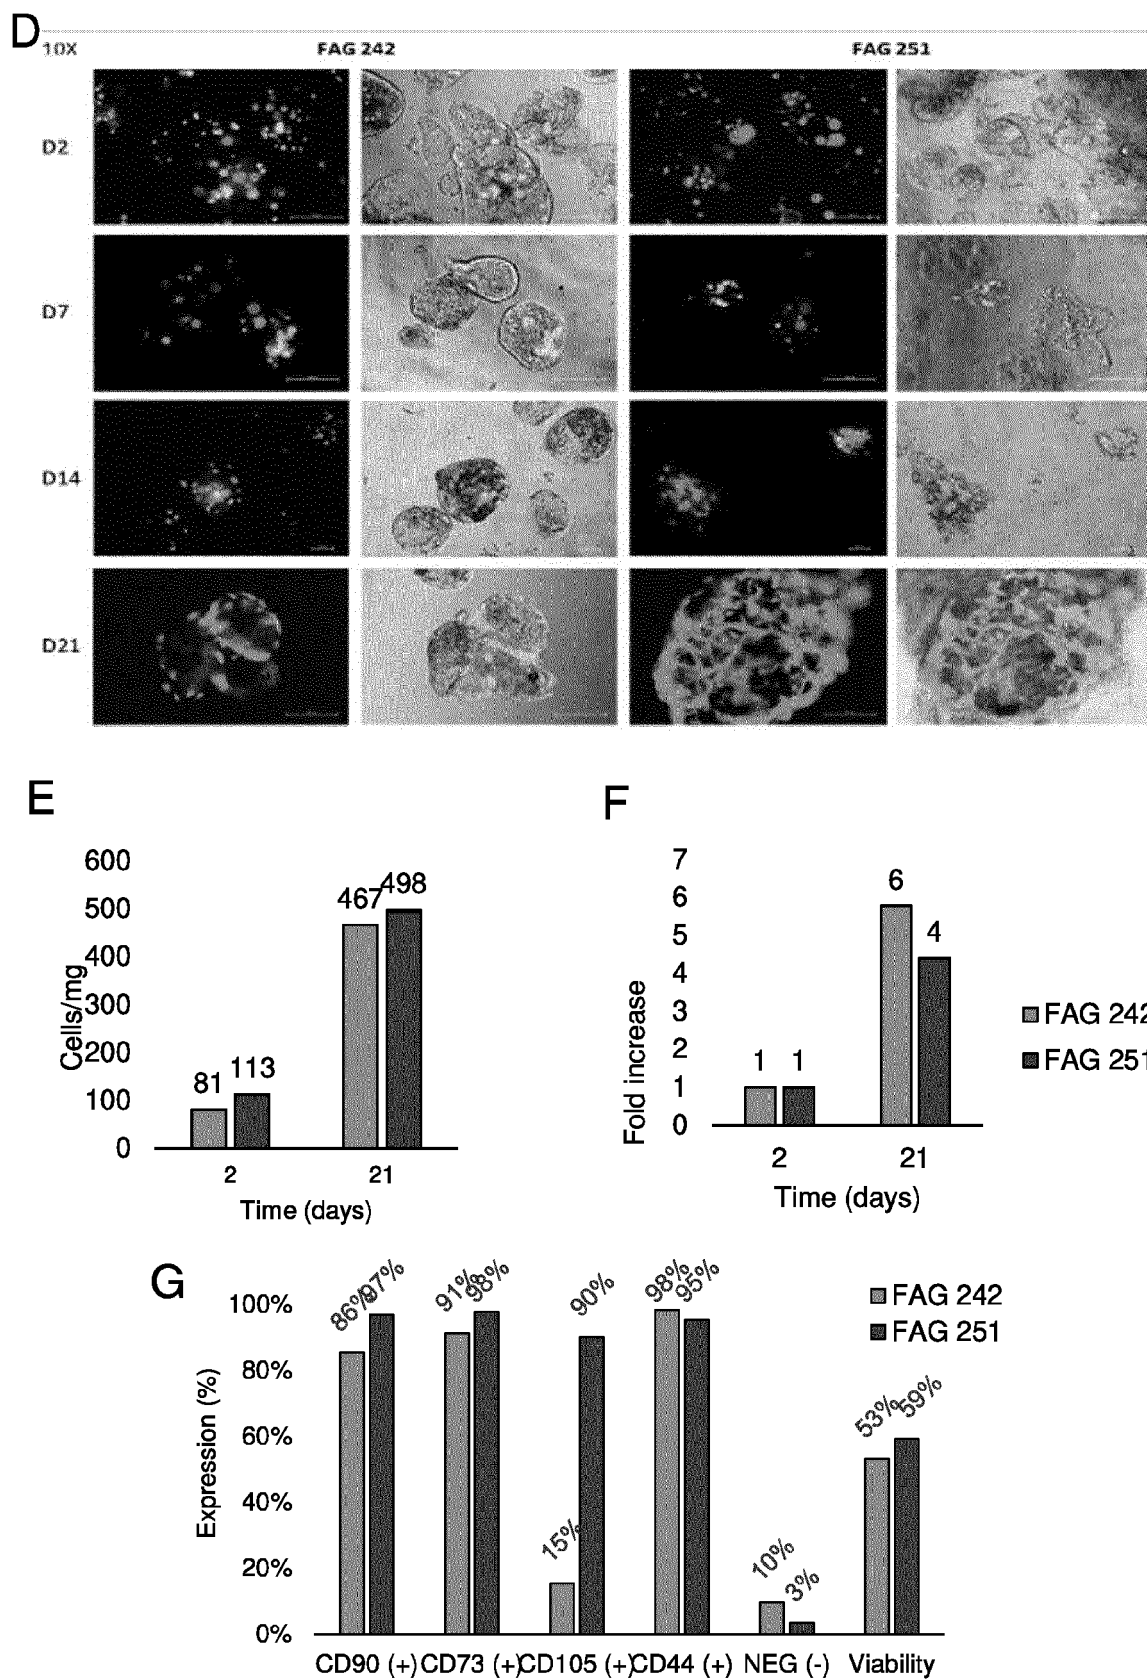 D
10X FAG 242 FAG 251
D2
D7
D14
D21
E
600
500
400
300
200
100
0
Cells/mg
81 113
467 498
2 21
Time (days)
F
7
6
5
4
3
2
1
0
Fold increase
1 1
6 4
2 21
Time (days)
FAG 242
FAG 251
G
100%
80%
60%
40%
20%
0%
Expression (%)
86% 97% 91% 98% 15% 90% 98% 95% 10% 3% 53% 59%
FAG 242
FAG 251
CD90 (+) CD73 (+) CD105 (+) CD44 (+) NEG (-) Viability